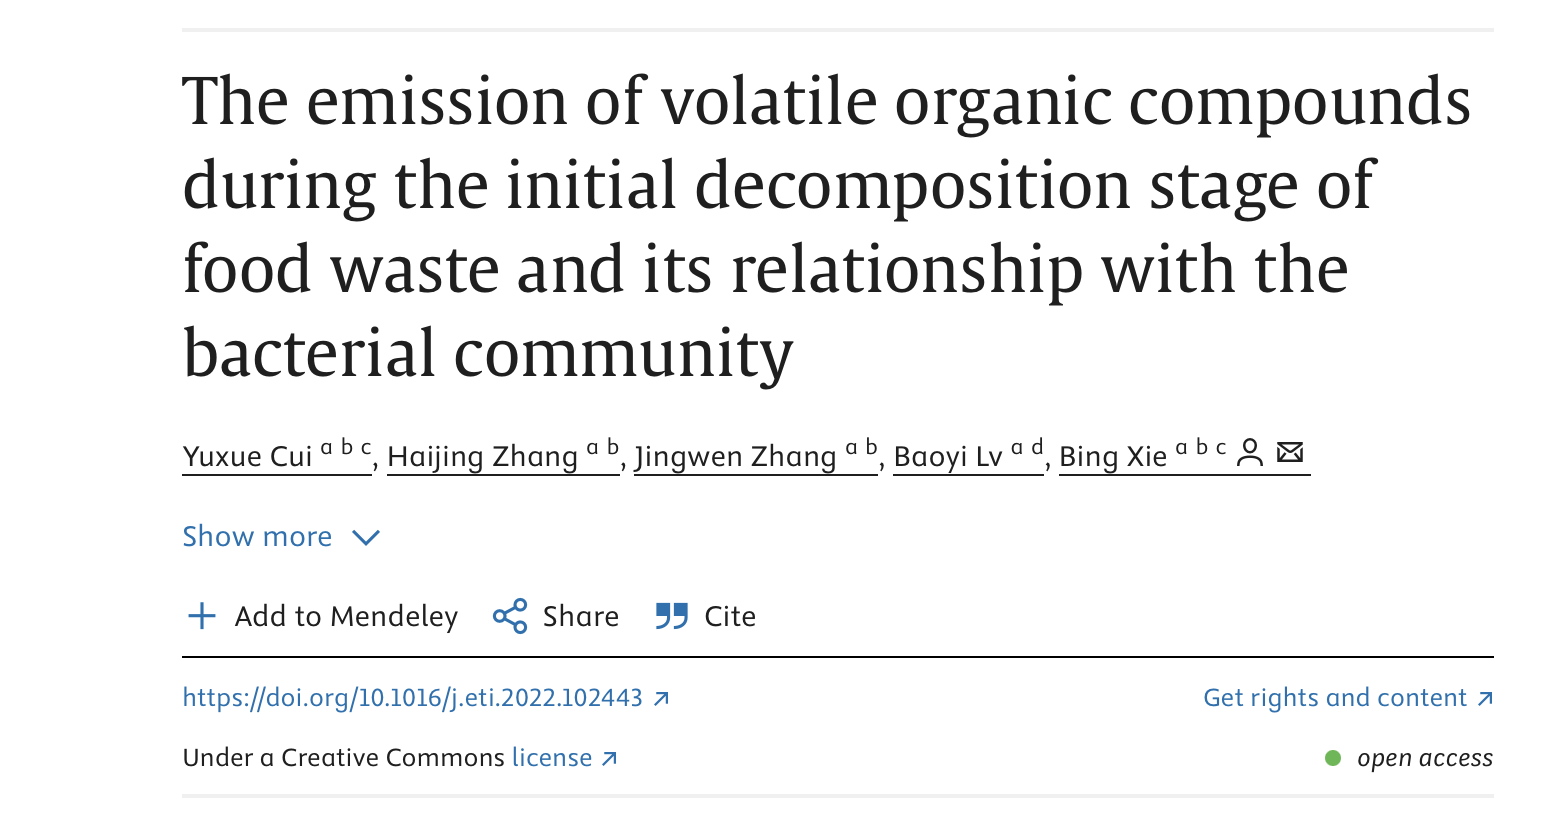 The emission of volatile organic compounds
during the initial decomposition stage of
food waste and its relationship with the
bacterial community
Yuxue Cui a b c, Haijing Zhang a b, Jingwen Zhang a b, Baoyi Lv a d, Bing Xie a b c
Show more
Add to Mendeley Share Cite
https://doi.org/10.1016/j.eti.2022.102443 Get rights and content
Under a Creative Commons license open access